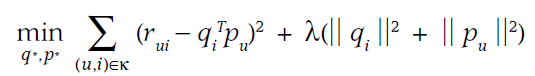 min ∑ (r_ui − q_i^T p_u)² + λ(|| q_i ||² + || p_u ||²)
q*,p* (u,i)∈κ